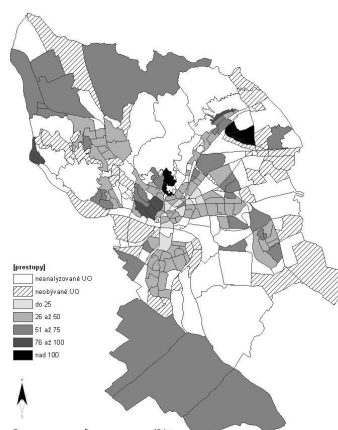 [prestupy]
neanalyzované UO
neobývané UO
do 25
26 až 50
51 až 75
76 až 100
nad 100